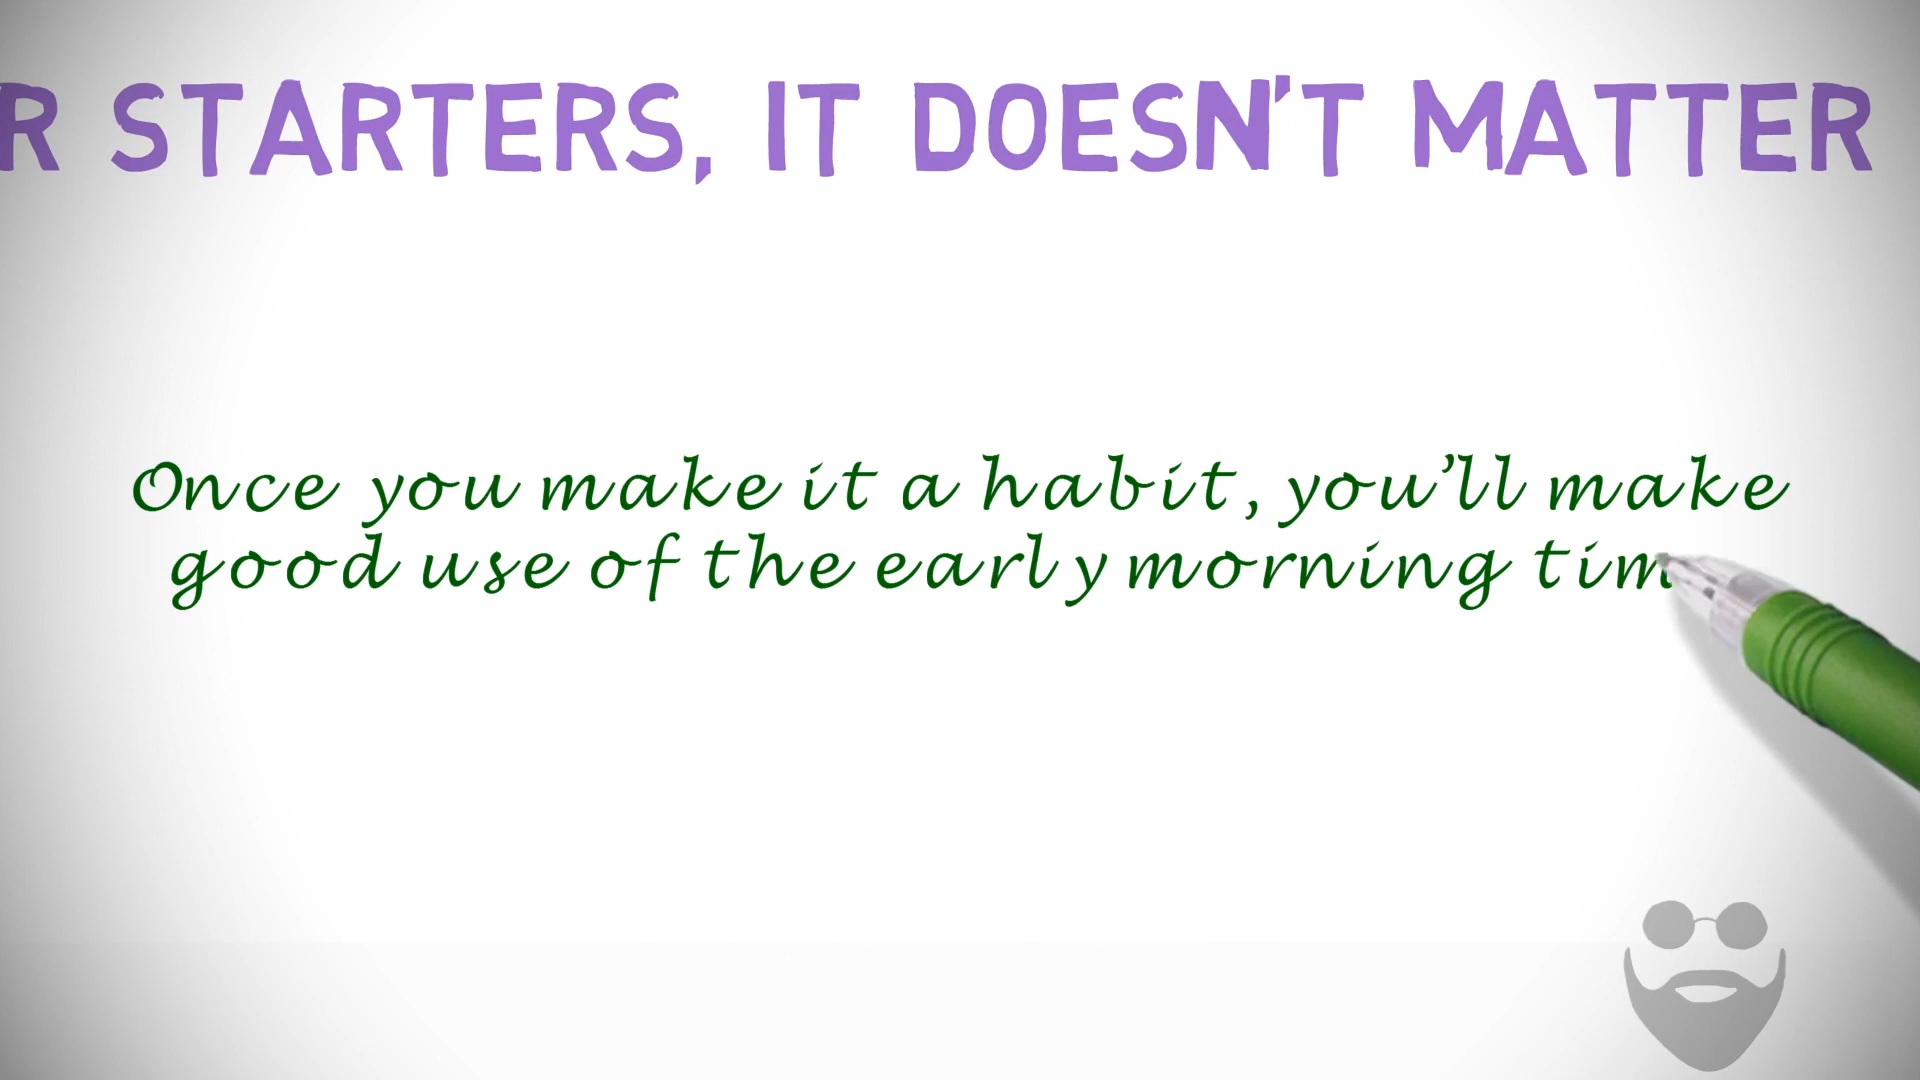 R STARTERS, IT DOESN'T MATTER
Once you make it a habit, you'll make
good use of the early morning tim